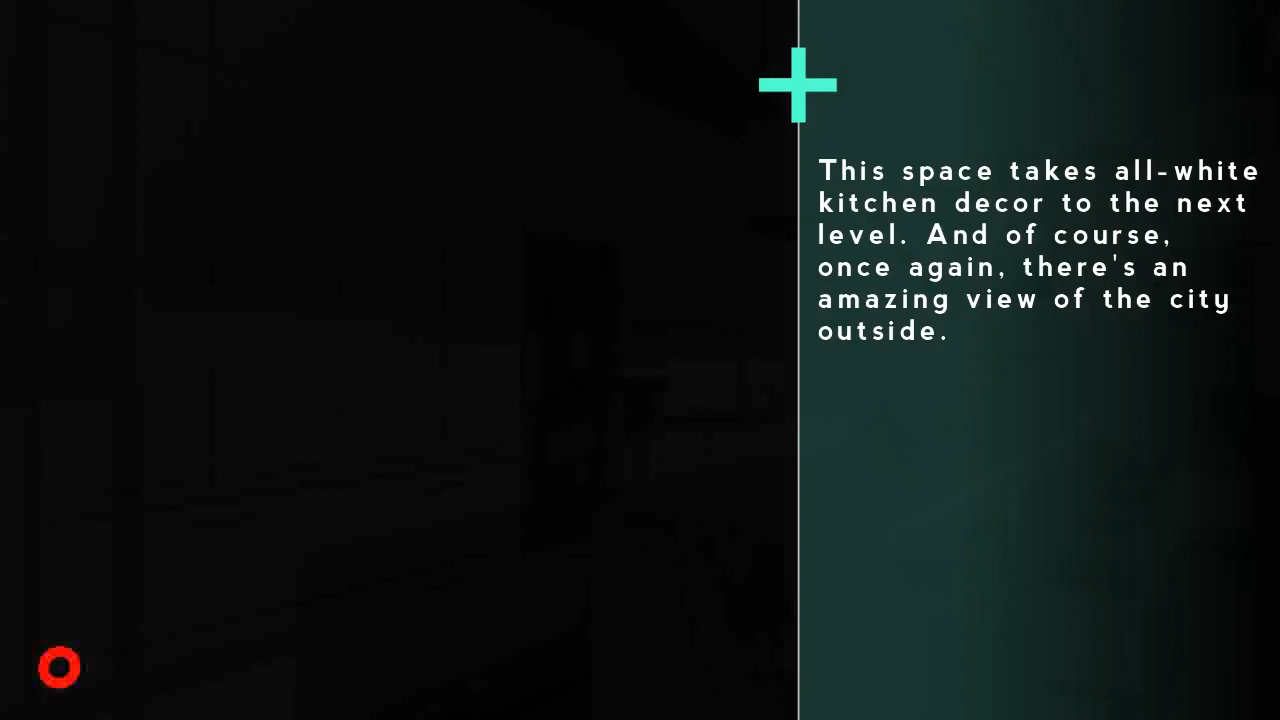 This space takes all-white
kitchen decor to the next
level. And of course,
once again, there's an
amazing view of the city
outside.